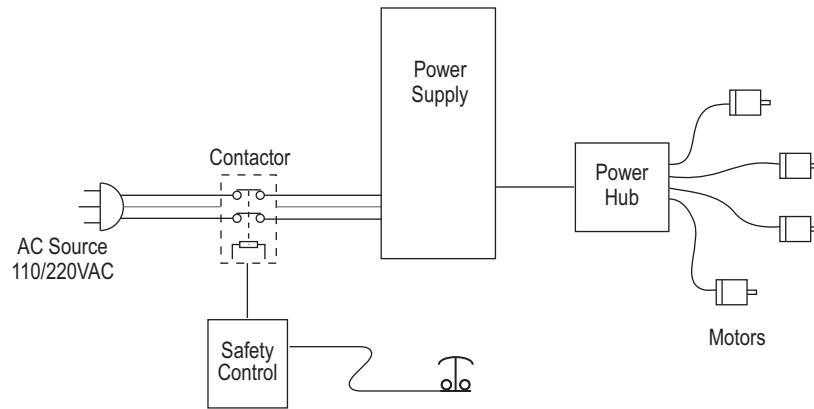 Power
Supply
Contactor
Power
Hub
AC Source
110/220VAC
Motors
Safety
Control